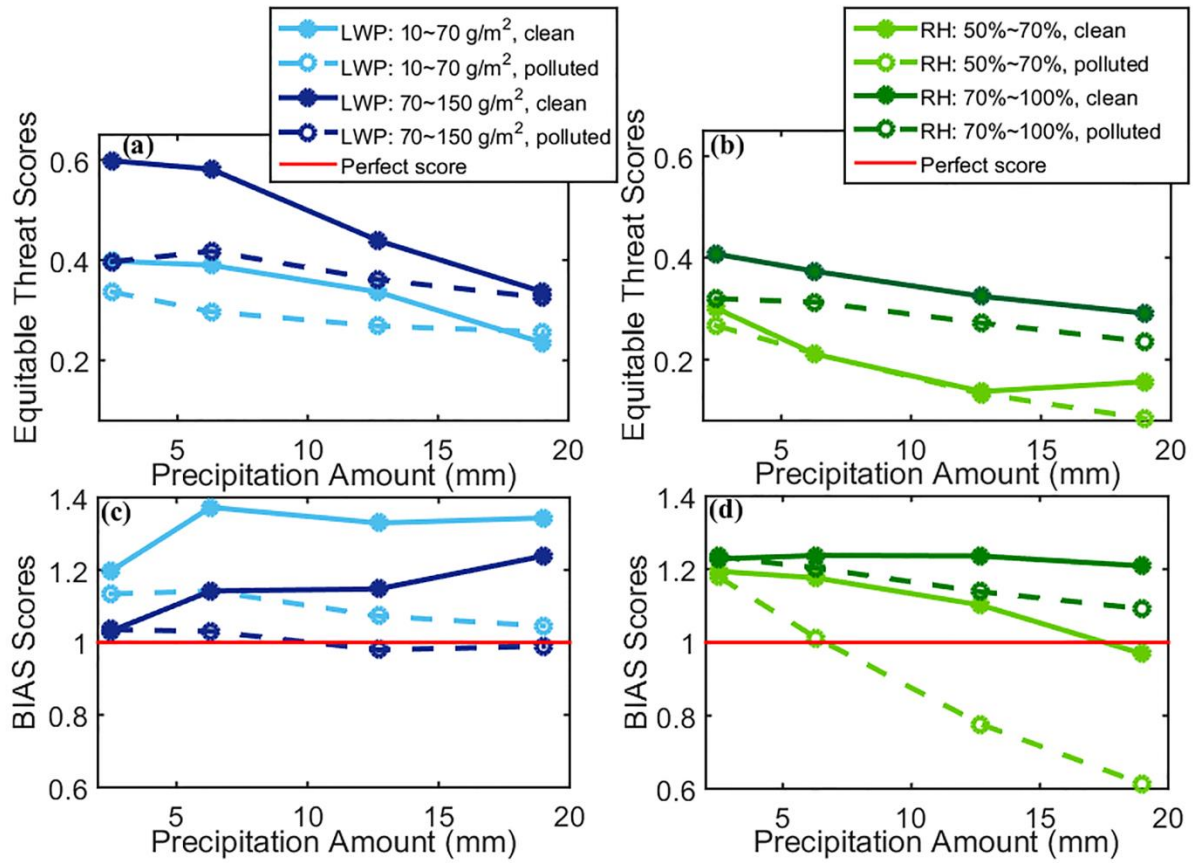 LWP: 10~70 g/m2, clean
LWP: 10~70 g/m2, polluted
LWP: 70~150 g/m2, clean
LWP: 70~150 g/m2, polluted
Perfect score
RH: 50%~70%, clean
RH: 50%~70%, polluted
RH: 70%~100%, clean
RH: 70%~100%, polluted
Perfect score
(a)
Equitable Threat Scores
0.6
0.4
0.2
5 10 15 20
Precipitation Amount (mm)
(b)
Equitable Threat Scores
0.6
0.4
0.2
5 10 15 20
Precipitation Amount (mm)
(c)
BIAS Scores
1.4
1.2
1
0.8
0.6
5 10 15 20
Precipitation Amount (mm)
(d)
BIAS Scores
1.4
1.2
1
0.8
0.6
5 10 15 20
Precipitation Amount (mm)